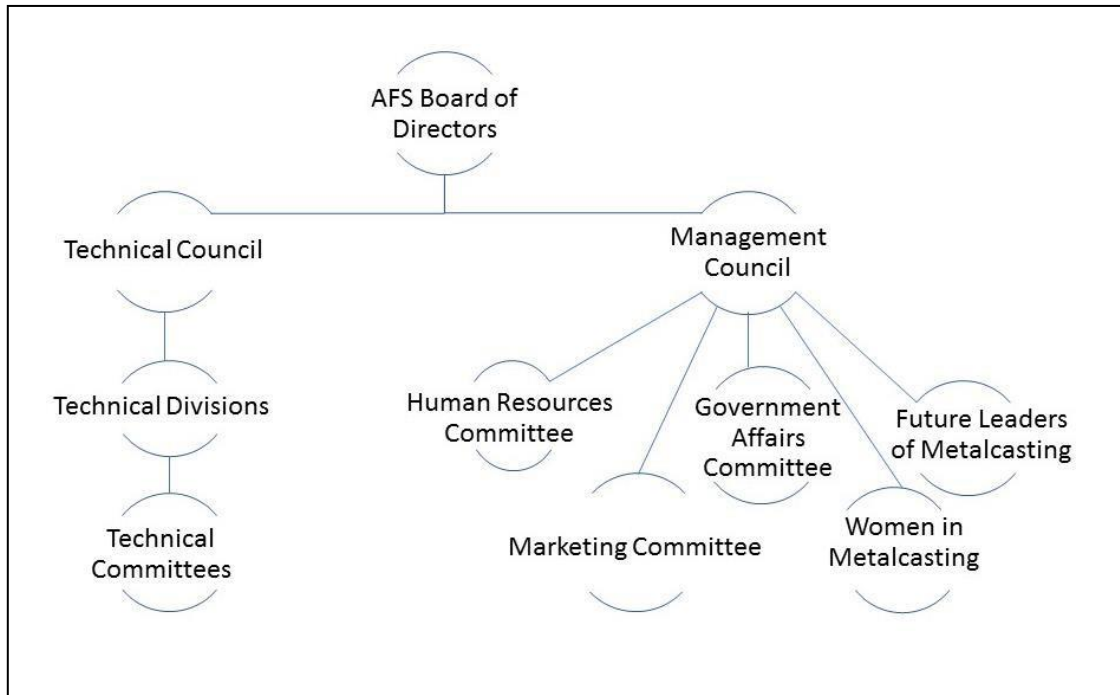 AFS Board of
Directors
Technical Council
Management
Council
Technical Divisions
Human Resources
Committee
Government
Affairs
Committee
Future Leaders
of Metalcasting
Technical
Committees
Marketing Committee
Women in
Metalcasting